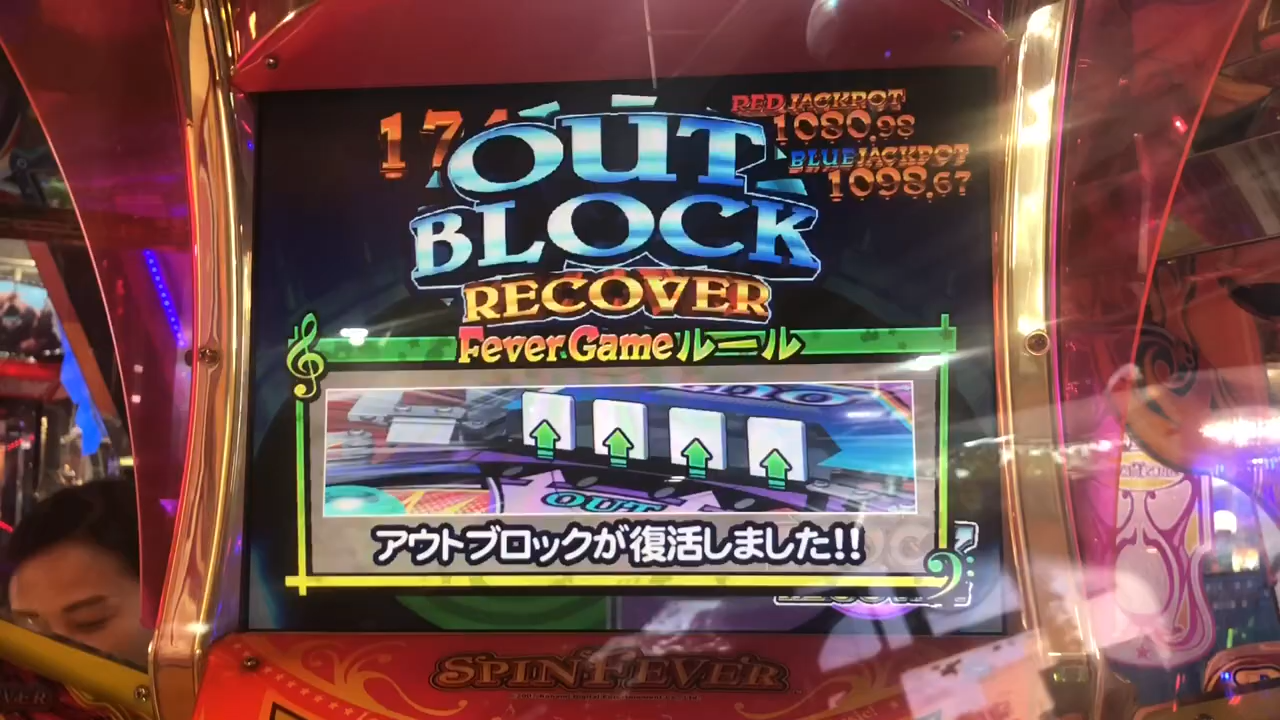 OUT
BLOCK
RECOVER
RED JACKPOT
1080.98
BLUE JACKPOT
1098.67
Fever Gameルール
OUT
アウトブロックが復活しました!!
SPIN FEVER